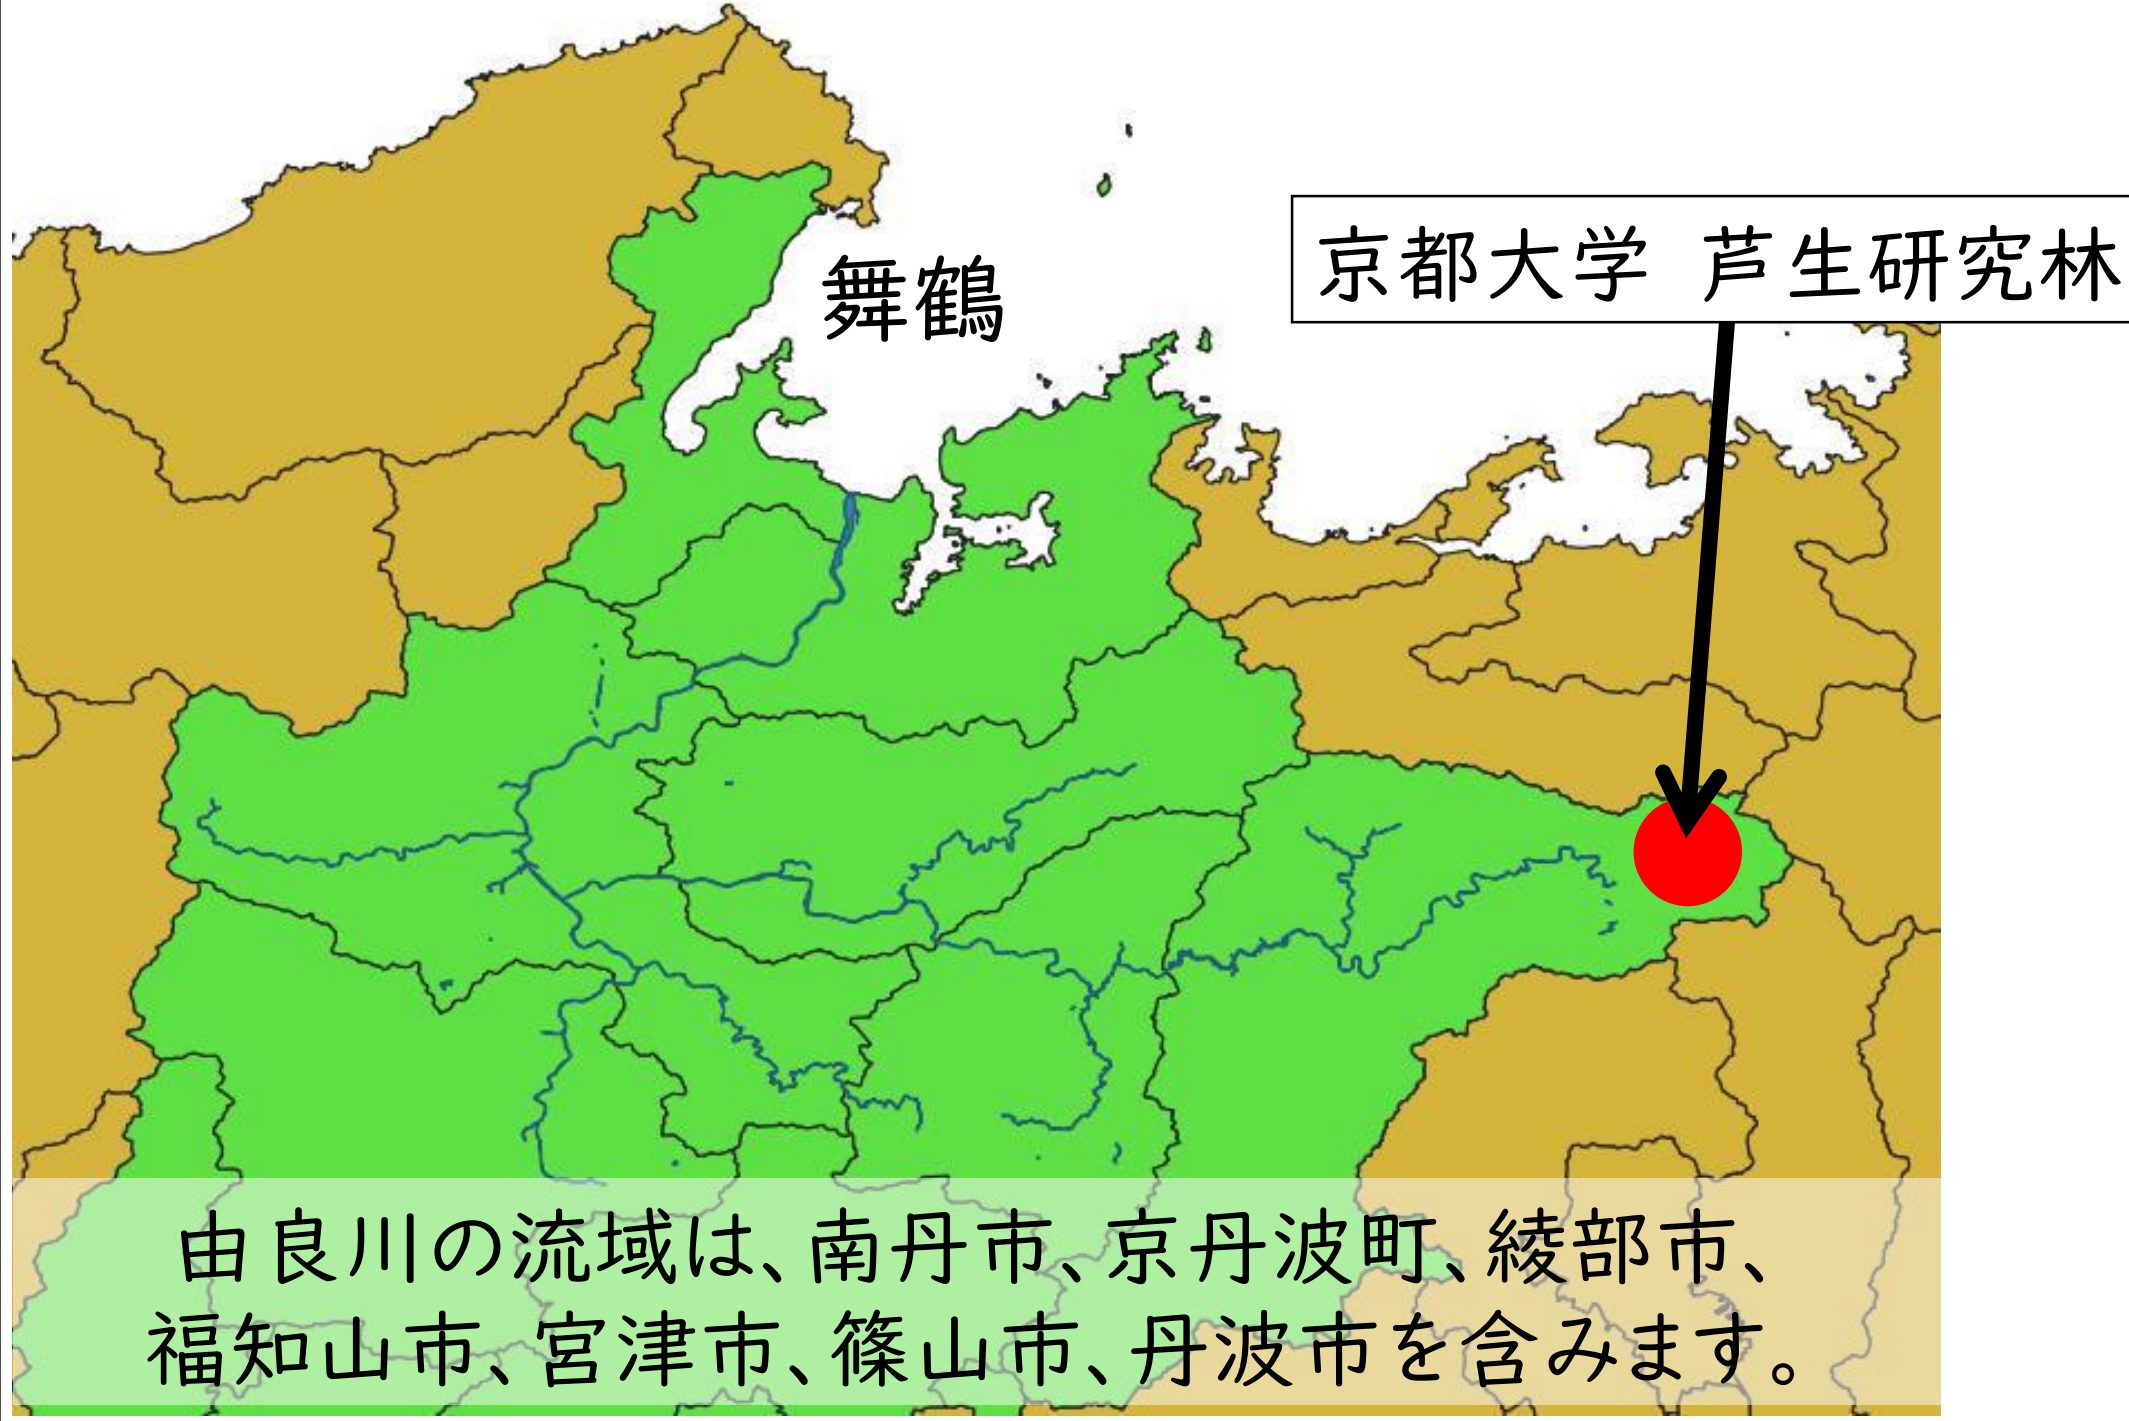 舞鶴
京都大学 芦生研究林
由良川の流域は、南丹市、京丹波町、綾部市、
福知山市、宮津市、篠山市、丹波市を含みます。